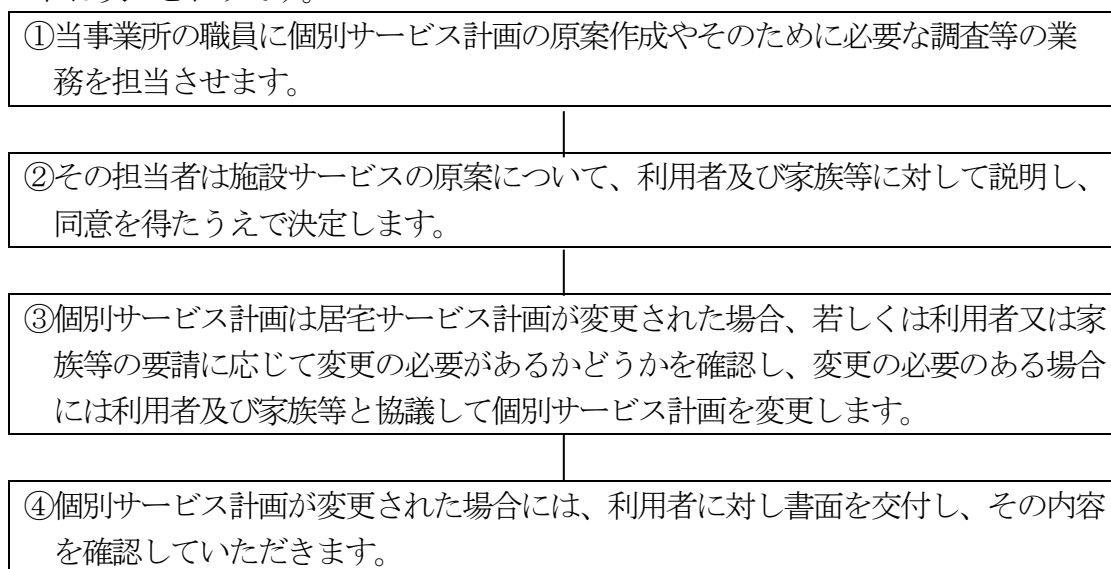 ①当事業所の職員に個別サービス計画の原案作成やそのために必要な調査等の業
務を担当させます。
②その担当者は施設サービスの原案について、利用者及び家族等に対して説明し、
同意を得たうえで決定します。
③個別サービス計画は居宅サービス計画が変更された場合、若しくは利用者又は家
族等の要請に応じて変更の必要があるかどうかを確認し、変更の必要のある場合
には利用者及び家族等と協議して個別サービス計画を変更します。
④個別サービス計画が変更された場合には、利用者に対し書面を交付し、その内容
を確認していただきます。